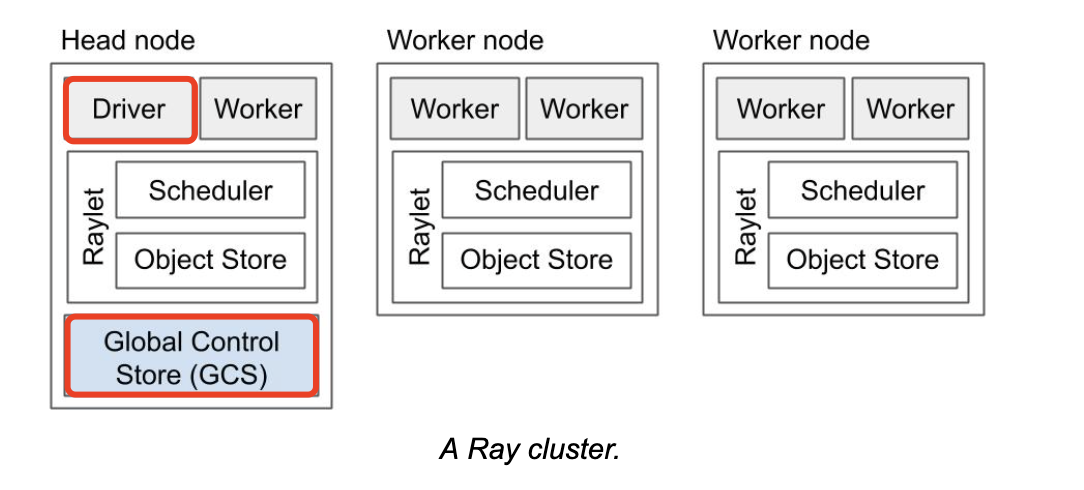 Head node
Worker node
Worker node
Driver
Worker
Worker
Worker
Worker
Worker
Raylet
Scheduler
Object Store
Raylet
Scheduler
Object Store
Raylet
Scheduler
Object Store
Global Control
Store (GCS)
A Ray cluster.